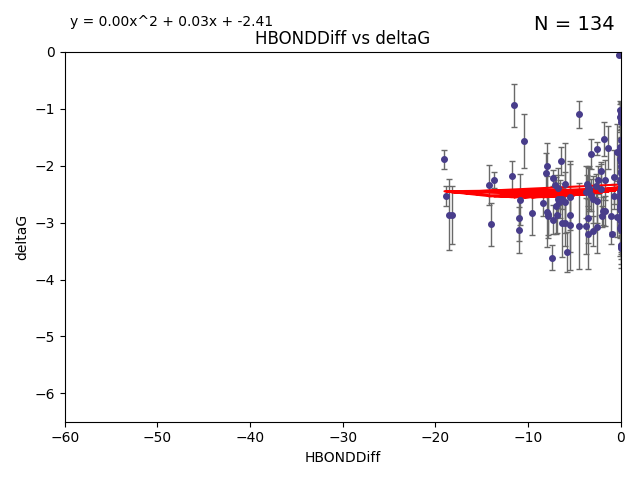 y = 0.00x^2 + 0.03x + -2.41
N = 134
HBONDDiff vs deltaG
0
−1
−2
−3
−4
−5
−6
deltaG
−60 −50 −40 −30 −20 −10 0
HBONDDiff